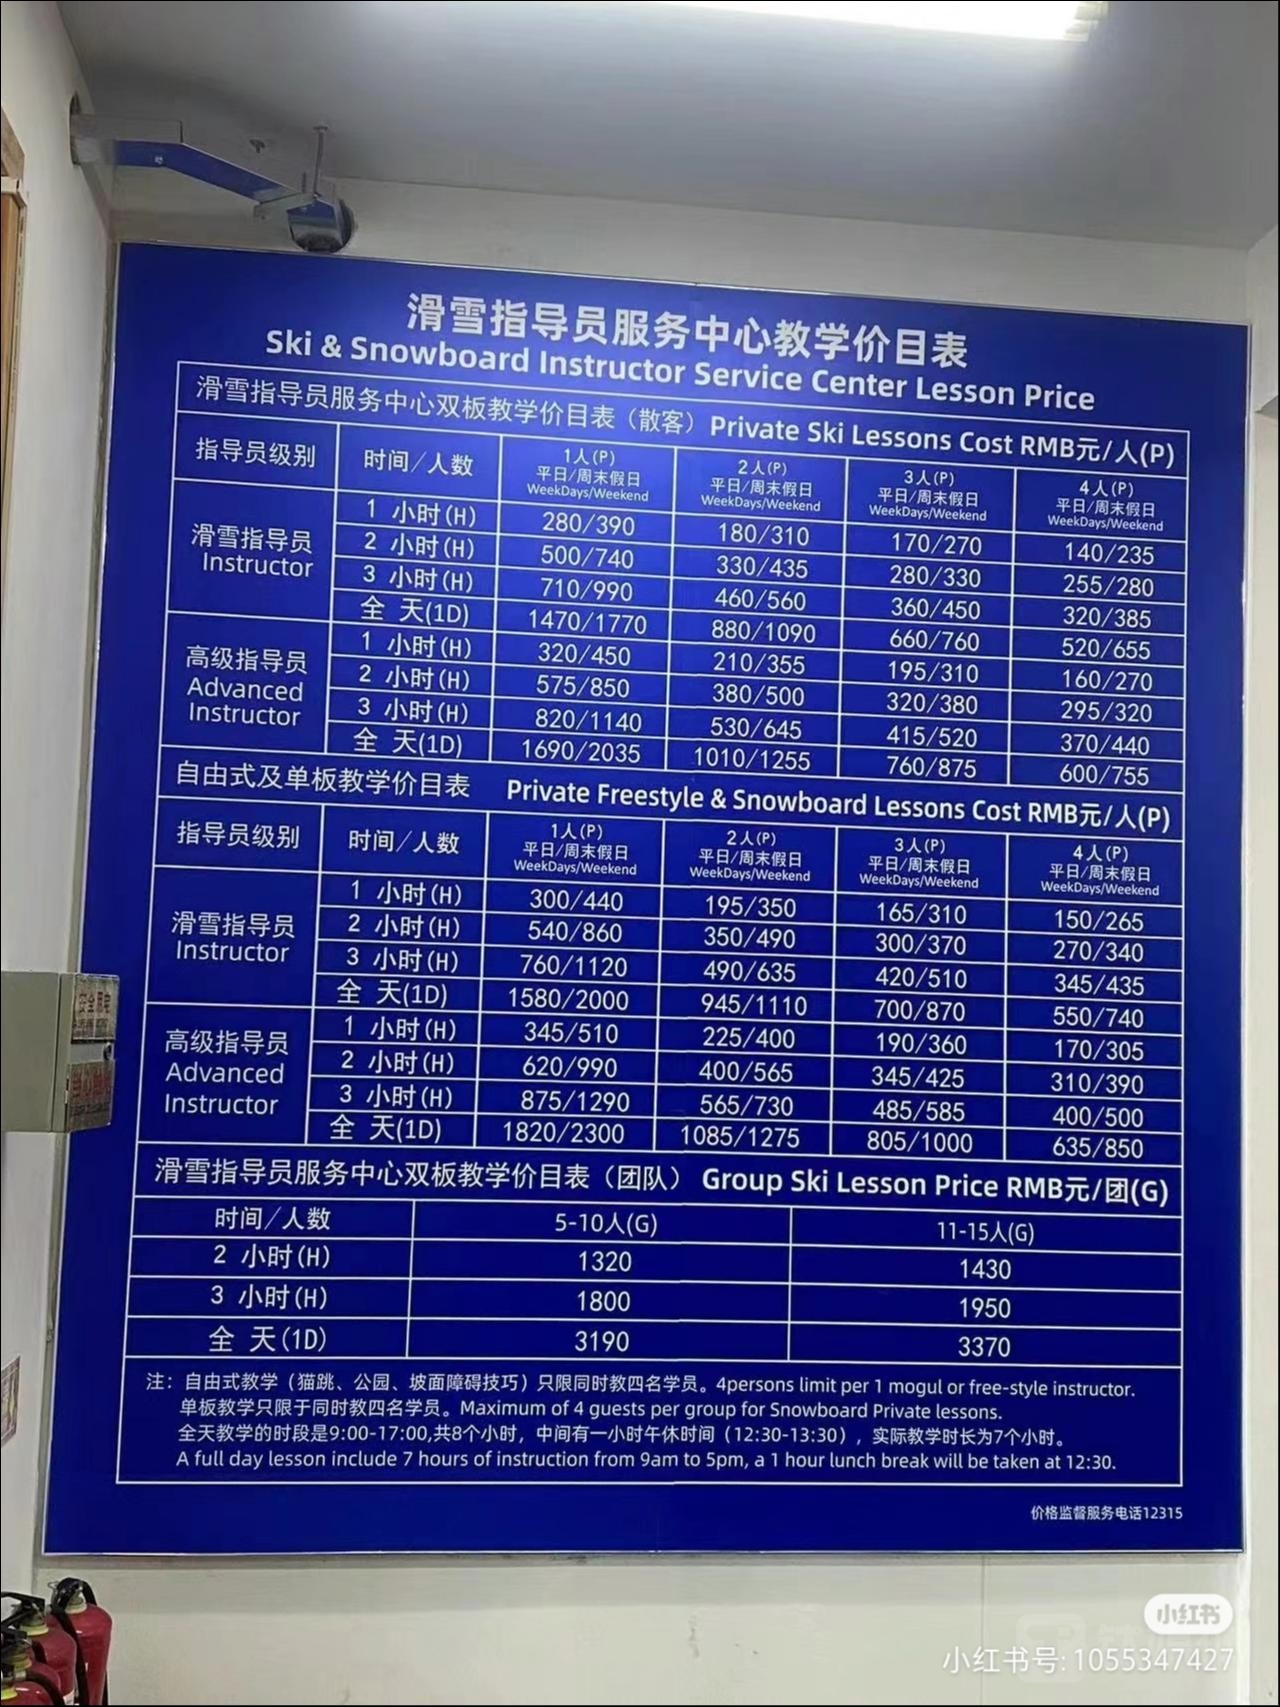 滑雪指导员服务中心教学价目表
Ski & Snowboard Instructor Service Center Lesson Price
滑雪指导员服务中心双板教学价目表（散客）Private Ski Lessons Cost RMB元/人(P)
指导员级别 时间/人数 1人(P) 2人(P) 3人(P) 4人(P)
平日/周末假日 平日/周末假日 平日/周末假日 平日/周末假日
WeekDays/Weekend WeekDays/Weekend WeekDays/Weekend WeekDays/Weekend
滑雪指导员
Instructor
1 小时(H) 280/390 180/310 170/270 140/235
2 小时(H) 500/740 330/435 280/330 255/280
3 小时(H) 710/990 460/560 360/450 320/385
全 天(1D) 1470/1770 880/1090 660/760 520/655
高级指导员
Advanced
Instructor
1 小时(H) 320/450 210/355 195/310 160/270
2 小时(H) 575/850 380/500 320/380 295/320
3 小时(H) 820/1140 530/645 415/520 370/440
全 天(1D) 1690/2035 1010/1255 760/875 600/755
自由式及单板教学价目表 Private Freestyle & Snowboard Lessons Cost RMB元/人(P)
指导员级别 时间/人数 1人(P) 2人(P) 3人(P) 4人(P)
平日/周末假日 平日/周末假日 平日/周末假日 平日/周末假日
WeekDays/Weekend WeekDays/Weekend WeekDays/Weekend WeekDays/Weekend
滑雪指导员
Instructor
1 小时(H) 300/440 195/350 165/310 150/265
2 小时(H) 540/860 350/490 300/370 270/340
3 小时(H) 760/1120 490/635 420/510 345/435
全 天(1D) 1580/2000 945/1110 700/870 550/740
高级指导员
Advanced
Instructor
1 小时(H) 345/510 225/400 190/360 170/305
2 小时(H) 620/990 400/565 345/425 310/390
3 小时(H) 875/1290 565/730 485/585 400/500
全 天(1D) 1820/2300 1085/1275 805/1000 635/850
滑雪指导员服务中心双板教学价目表（团队）Group Ski Lesson Price RMB元/团(G)
时间/人数 5-10人(G) 11-15人(G)
2 小时(H) 1320 1430
3 小时(H) 1800 1950
全 天(1D) 3190 3370
注：自由式教学（猫跳、公园、坡面障碍技巧）只限同时教四名学员。4persons limit per 1 mogul or free-style instructor.
单板教学只限于同时教四名学员。Maximum of 4 guests per group for Snowboard Private lessons.
全天教学的时段是9:00-17:00,共8个小时，中间有一小时午休时间（12:30-13:30），实际教学时长为7个小时。
A full day lesson include 7 hours of instruction from 9am to 5pm, a 1 hour lunch break will be taken at 12:30.
价格监督服务电话12315
小红书
小红书号: 1055347427